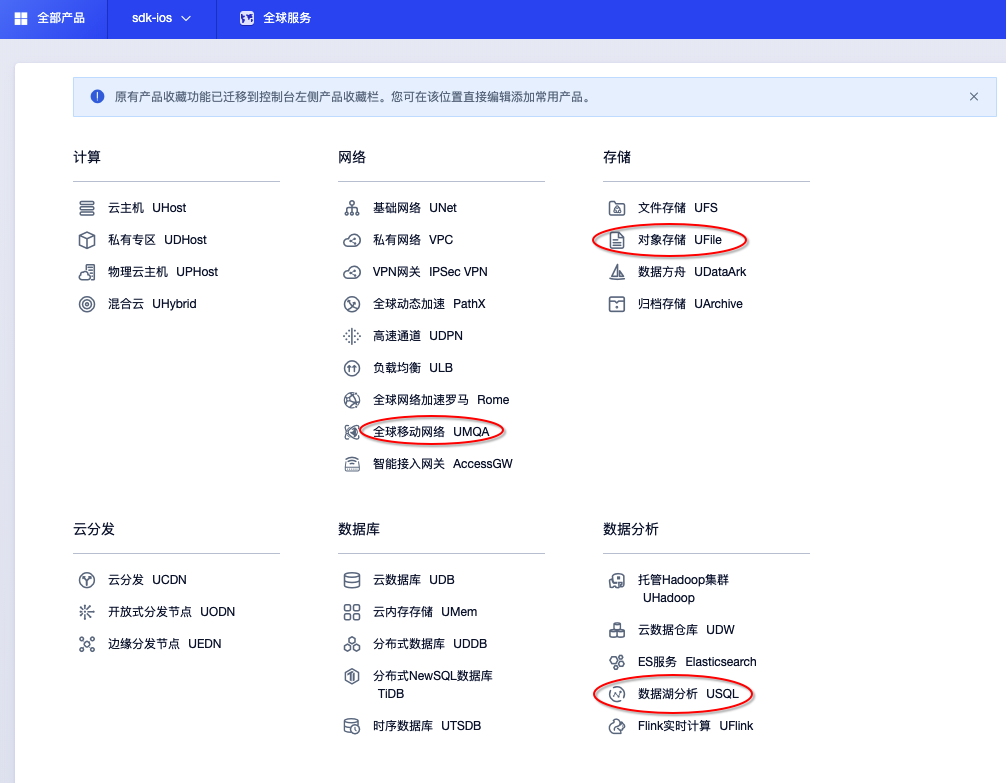 全部产品 sdk-ios 全球服务
原有产品收藏功能已迁移到控制台左侧产品收藏栏。您可在该位置直接编辑添加常用产品。
计算
云主机 UHost
私有专区 UDHost
物理云主机 UPHost
混合云 UHybrid
网络
基础网络 UNet
私有网络 VPC
VPN网关 IPSec VPN
全球动态加速 PathX
高速通道 UDPN
负载均衡 ULB
全球网络加速罗马 Rome
全球移动网络 UMQA
智能接入网关 AccessGW
存储
文件存储 UFS
对象存储 UFile
数据方舟 UDataArk
归档存储 UArchive
云分发
云分发 UCDN
开放式分发节点 UODN
边缘分发节点 UEDN
数据库
云数据库 UDB
云内存存储 UMem
分布式数据库 UDDB
分布式NewSQL数据库
TiDB
时序数据库 UTSDB
数据分析
托管Hadoop集群
UHadoop
云数据仓库 UDW
ES服务 Elasticsearch
数据湖分析 USQL
Flink实时计算 UFlink